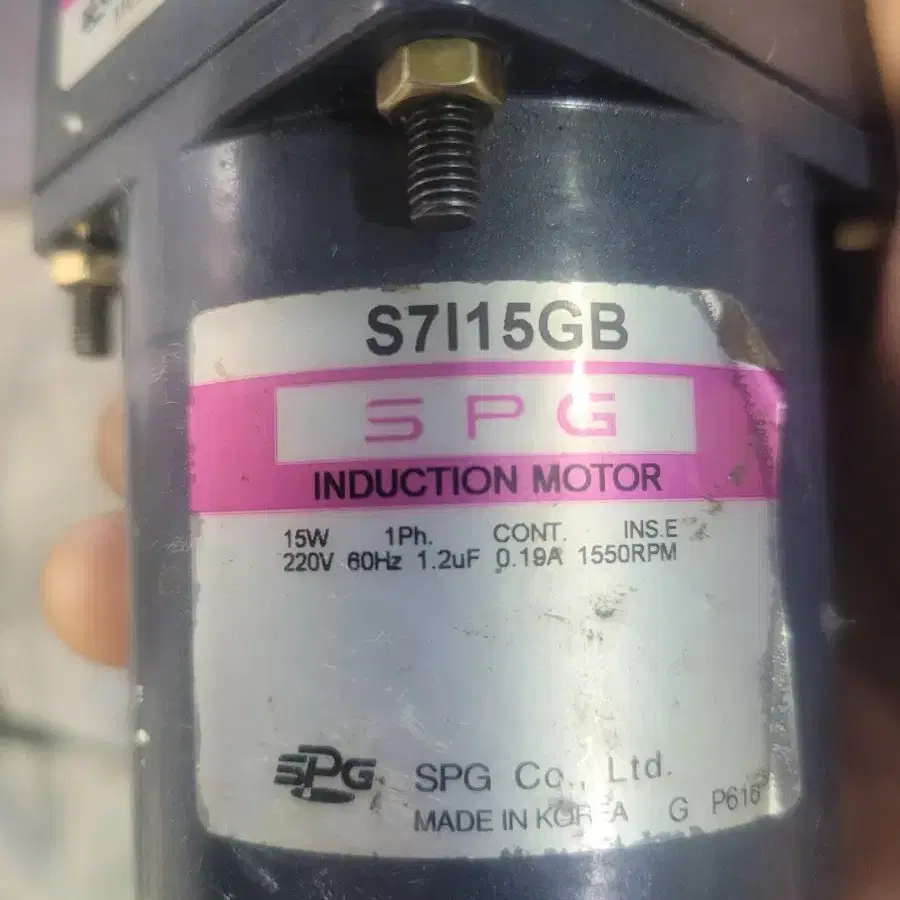 S7I15GB
SPG
INDUCTION MOTOR
15W 1Ph. CONT. INS.E
220V 60Hz 1.2uF 0.19A 1550RPM
SPG SPG Co., Ltd.
MADE IN KOREA G P616